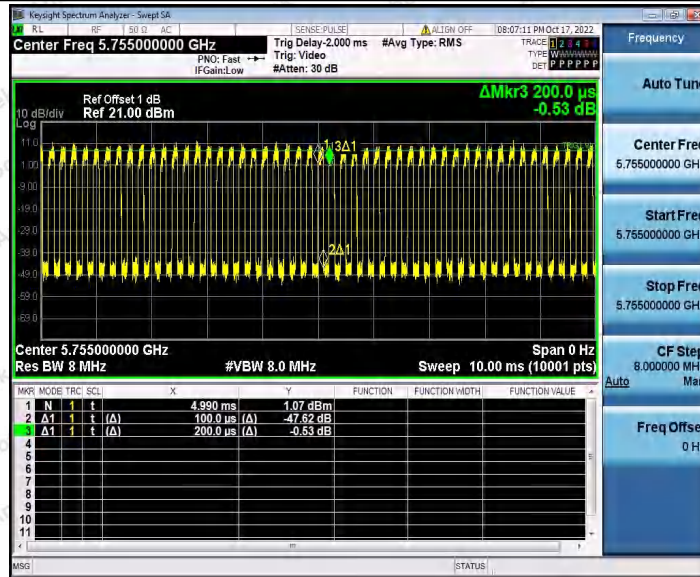 Keysight Spectrum Analyzer - Swept SA
RL RF 50 Ω AC SENSE:PULSE ALIGN OFF 08:07:11 PM Oct 17, 2022
Center Freq 5.755000000 GHz
PNO: Fast
IFGain:Low
Trig Delay-2.000 ms
Trig: Video
#Atten: 30 dB
#Avg Type: RMS
TRACE 1 2 3 4 5 6
TYPE WWWWWW
DET P P P P P P
Frequency
Auto Tune
ΔMkr3 200.0 µs
-0.53 dB
Ref Offset 1 dB
Ref 21.00 dBm
10 dB/div
Log
11.0
1.00
-9.00
-19.0
-29.0
-39.0
-49.0
-59.0
-69.0
3Δ1
2Δ1
Center Freq
5.755000000 GH
Start Freq
5.755000000 GH
Stop Freq
5.755000000 GH
CF Step
8.000000 MH
Auto Man
Freq Offset
0 H
Center 5.755000000 GHz Span 0 Hz
Res BW 8 MHz #VBW 8.0 MHz Sweep 10.00 ms (10001 pts)
MKR MODE TRC SCL X Y FUNCTION FUNCTION WIDTH FUNCTION VALUE
1 N 1 t 4.990 ms 1.07 dBm
2 Δ1 1 t (Δ) 100.0 µs (Δ) -47.62 dB
3 Δ1 1 t (Δ) 200.0 µs (Δ) -0.53 dB
4
5
6
7
8
9
10
11
MSG STATUS